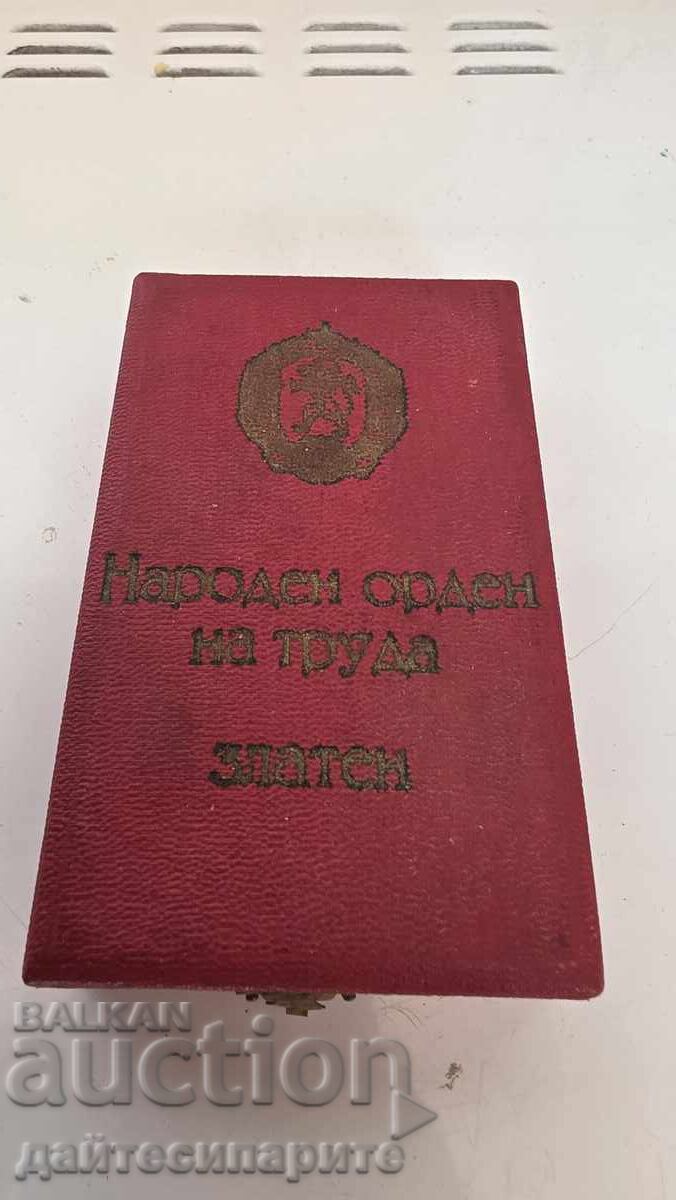 Народен орден
на труда
златен
BALKAN
auction
дайтесипарите